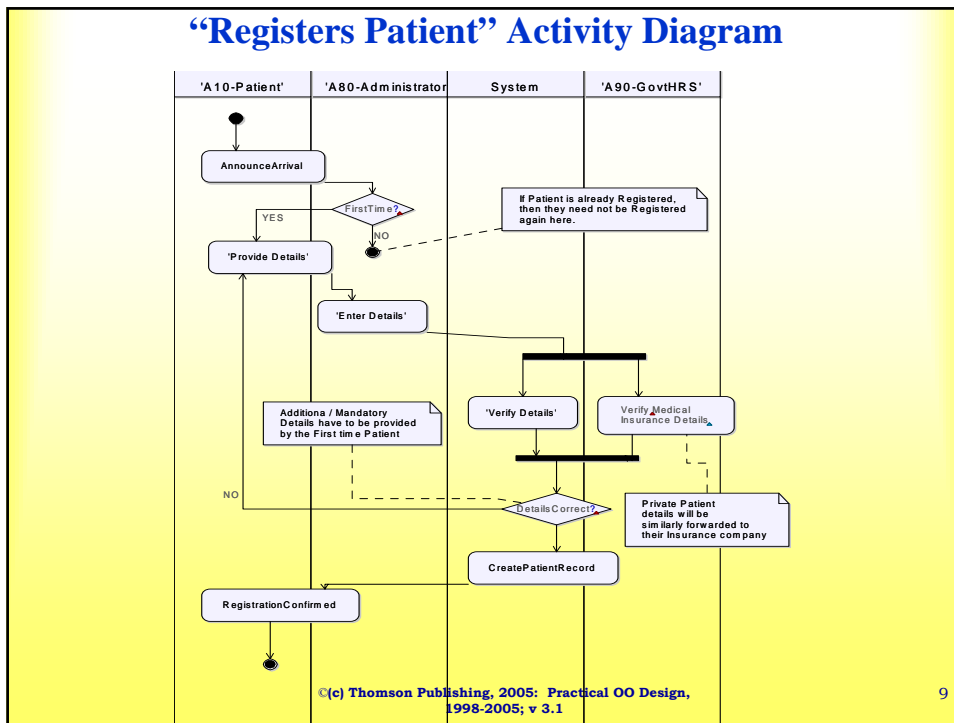 “Registers Patient” Activity Diagram
'A10-Patient'
'A80-Administrator
System
'A90-GovtHRS'
AnnounceArrival
FirstTime?
YES
NO
If Patient is already Registered,
then they need not be Registered
again here.
'Provide Details'
'Enter Details'
Additiona / Mandatory
Details have to be provided
by the First time Patient
'Verify Details'
Verify Medical
Insurance Details
NO
DetailsCorrect?
Private Patient
details will be
similarly forwarded to
their Insurance company
CreatePatientRecord
RegistrationConfirmed
©(c) Thomson Publishing, 2005: Practical OO Design,
1998-2005; v 3.1
9